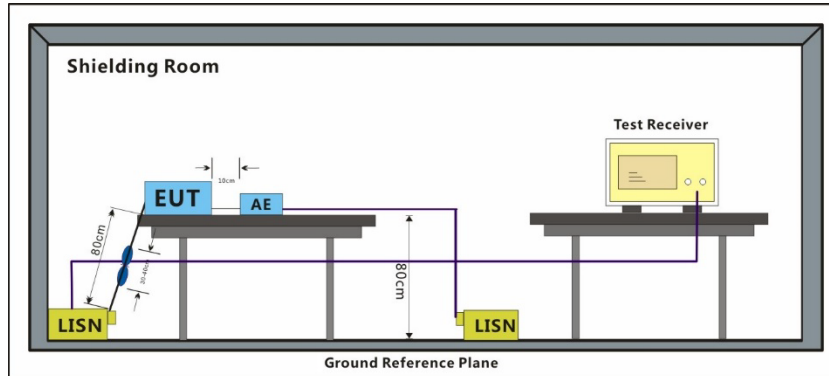 Shielding Room
Test Receiver
10cm
EUT
AE
80cm
30-40cm
80cm
LISN
LISN
Ground Reference Plane